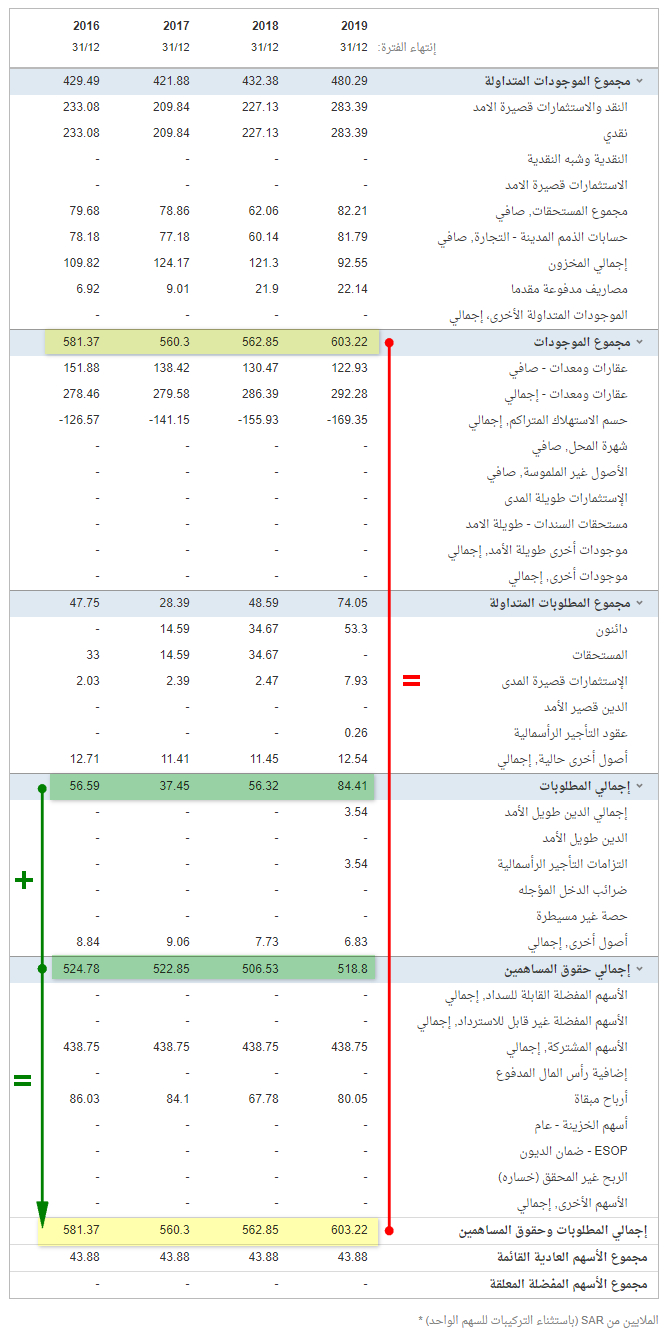 إنتهاء الفترة: 2019 2018 2017 2016
31/12 31/12 31/12 31/12
مجموع الموجودات المتداولة 480.29 432.38 421.88 429.49
النقد والاستثمارات قصيرة الامد 283.39 227.13 209.84 233.08
نقدي 283.39 227.13 209.84 233.08
النقدية وشبه النقدية - - - -
الاستثمارات قصيرة الامد - - - -
مجموع المستحقات, صافي 82.21 62.06 78.86 79.68
حسابات الذمم المدينة - التجارة, صافي 81.79 60.14 77.18 78.18
إجمالي المخزون 92.55 121.3 124.17 109.82
مصاريف مدفوعة مقدما 22.14 21.9 9.01 6.92
الموجودات المتداولة الأخرى، إجمالي - - - -
مجموع الموجودات 603.22 562.85 560.3 581.37
عقارات ومعدات - صافي 122.93 130.47 138.42 151.88
عقارات ومعدات - إجمالي 292.28 286.39 279.58 278.46
حسم الاستهلاك المتراكم, إجمالي -169.35 -155.93 -141.15 -126.57
شهرة المحل, صافي - - - -
الأصول غير الملموسة, صافي - - - -
الإستثمارات طويلة المدى - - - -
مستحقات السندات - طويلة الامد - - - -
موجودات أخرى طويلة الأمد, إجمالي - - - -
موجودات أخرى, إجمالي - - - -
مجموع المطلوبات المتداولة 74.05 48.59 28.39 47.75
دائنون 53.3 34.67 14.59 -
المستحقات - 34.67 14.59 33
الإستثمارات قصيرة المدى 7.93 2.47 2.39 2.03
=
الدين قصير الأمد - - - -
عقود التأجير الرأسمالية 0.26 - - -
أصول أخرى حالية, إجمالي 12.54 11.45 11.41 12.71
إجمالي المطلوبات 84.41 56.32 37.45 56.59
إجمالي الدين طويل الأمد 3.54 - - -
الدين طويل الأمد - - - -
التزامات التأجير الرأسمالية 3.54 - - -
+
ضرائب الدخل المؤجله - - - -
حصة غير مسيطرة - - - -
أصول أخرى, إجمالي 6.83 7.73 9.06 8.84
إجمالي حقوق المساهمين 518.8 506.53 522.85 524.78
الأسهم المفضلة القابلة للسداد, إجمالي - - - -
الأسهم المفضلة غير قابل للاسترداد, إجمالي - - - -
الأسهم المشتركة, إجمالي 438.75 438.75 438.75 438.75
إضافية رأس المال المدفوع - - - -
=
أرباح مبقاة 80.05 67.78 84.1 86.03
أسهم الخزينة - عام - - - -
ESOP - ضمان الديون - - - -
الربح غير المحقق (خساره) - - - -
الأسهم الأخرى, إجمالي - - - -
إجمالي المطلوبات وحقوق المساهمين 603.22 562.85 560.3 581.37
مجموع الأسهم العادية القائمة 43.88 43.88 43.88 43.88
مجموع الأسهم المفضلة المعلقة - - - -
* الملايين من SAR (باستثناء التركيبات للسهم الواحد)